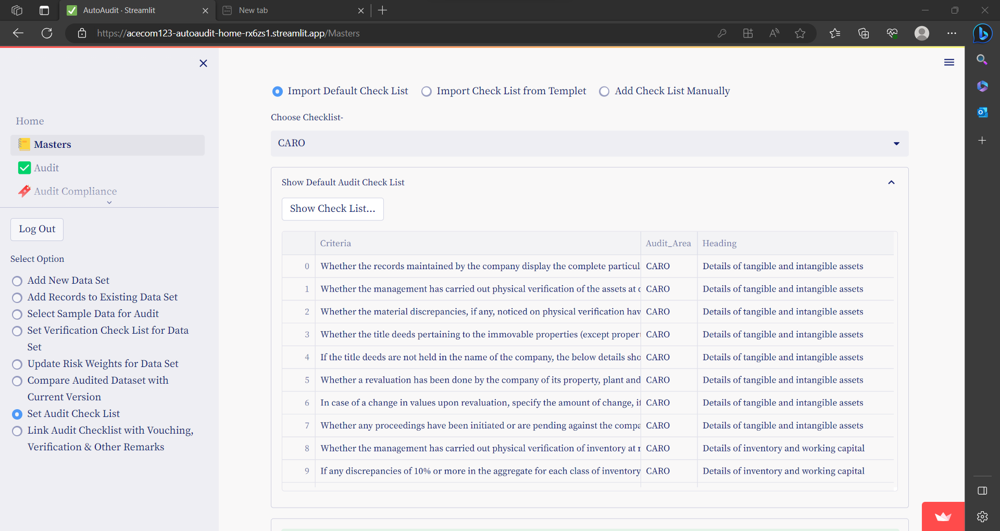 AutoAudit · Streamlit
New tab
https://acecom123-autoaudit-home-rx6zs1.streamlit.app/Masters
Home
Masters
Audit
Audit Compliance
Log Out
Select Option
Add New Data Set
Add Records to Existing Data Set
Select Sample Data for Audit
Set Verification Check List for Data
Set
Update Risk Weights for Data Set
Compare Audited Dataset with
Current Version
Set Audit Check List
Link Audit Checklist with Vouching,
Verification & Other Remarks
Import Default Check List Import Check List from Templet Add Check List Manually
Choose Checklist-
CARO
Show Default Audit Check List
Show Check List...
Criteria Audit_Area Heading
0 Whether the records maintained by the company display the complete particul CARO Details of tangible and intangible assets
1 Whether the management has carried out physical verification of the assets at CARO Details of tangible and intangible assets
2 Whether the material discrepancies, if any, noticed on physical verification hav CARO Details of tangible and intangible assets
3 Whether the title deeds pertaining to the immovable properties (except proper CARO Details of tangible and intangible assets
4 If the title deeds are not held in the name of the company, the below details sho CARO Details of tangible and intangible assets
5 Whether a revaluation has been done by the company of its property, plant and CARO Details of tangible and intangible assets
6 In case of a change in values upon revaluation, specify the amount of change, if CARO Details of tangible and intangible assets
7 Whether any proceedings have been initiated or are pending against the compa CARO Details of tangible and intangible assets
8 Whether the management has carried out physical verification of inventory at CARO Details of inventory and working capital
9 If any discrepancies of 10% or more in the aggregate for each class of inventory CARO Details of inventory and working capital